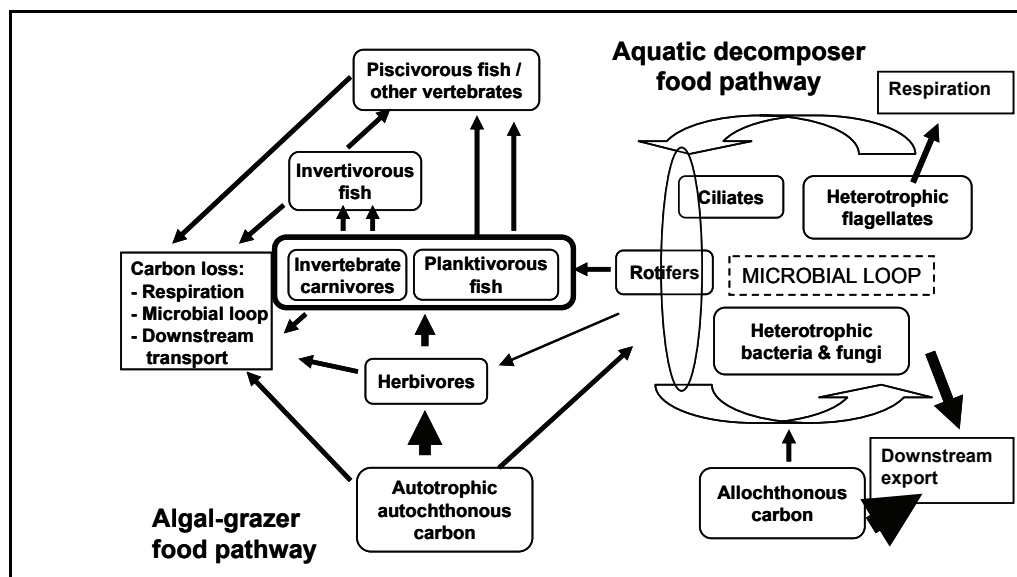 Piscivorous fish /
other vertebrates
Aquatic decomposer
food pathway
Respiration
Invertivorous
fish
Ciliates
Heterotrophic
flagellates
Carbon loss:
- Respiration
- Microbial loop
- Downstream
transport
Invertebrate
carnivores
Planktivorous
fish
Rotifers
MICROBIAL LOOP
Heterotrophic
bacteria & fungi
Herbivores
Downstream
export
Autotrophic
autochthonous
carbon
Allochthonous
carbon
Algal-grazer
food pathway